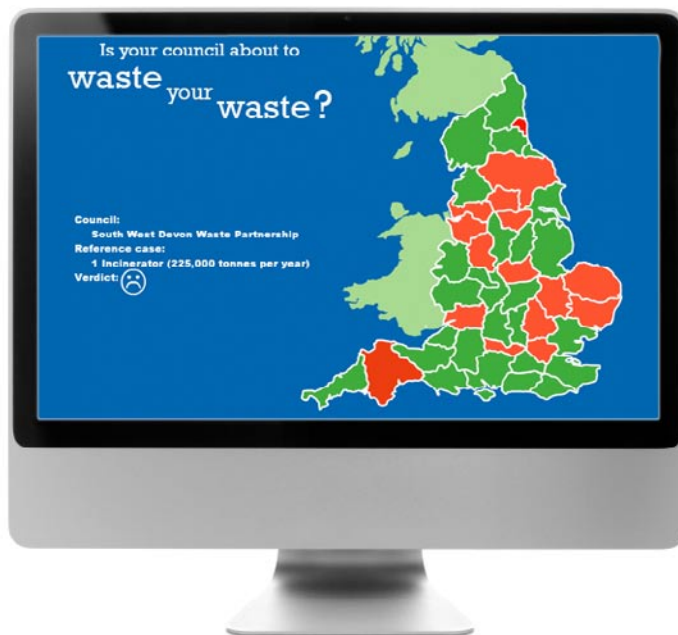 Is your council about to
waste your waste?
Council:
South West Devon Waste Partnership
Reference case:
1 Incinerator (225,000 tonnes per year)
Verdict: